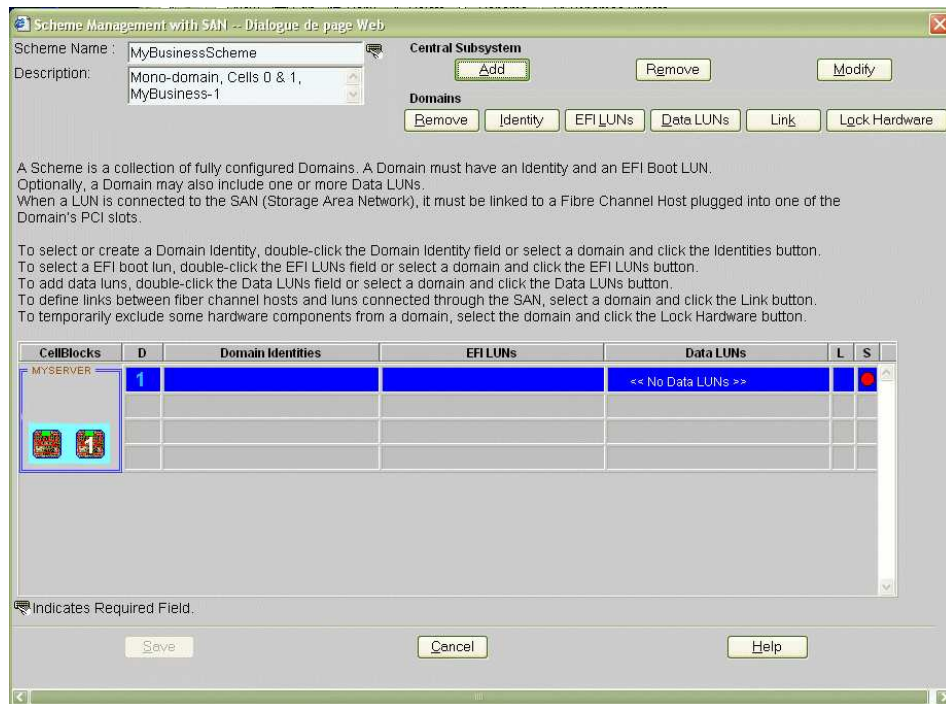 Scheme Management with SAN -- Dialogue de page Web
Scheme Name :
MyBusinessScheme
Description:
Mono-domain, Cells 0 & 1,
MyBusiness-1
Central Subsystem
Add
Remove
Modify
Domains
Remove
Identity
EFI LUNs
Data LUNs
Link
Lock Hardware
A Scheme is a collection of fully configured Domains. A Domain must have an Identity and an EFI Boot LUN.
Optionally, a Domain may also include one or more Data LUNs.
When a LUN is connected to the SAN (Storage Area Network), it must be linked to a Fibre Channel Host plugged into one of the
Domain's PCI slots.
To select or create a Domain Identity, double-click the Domain Identity field or select a domain and click the Identities button.
To select a EFI boot lun, double-click the EFI LUNs field or select a domain and click the EFI LUNs button.
To add data luns, double-click the Data LUNs field or select a domain and click the Data LUNs button.
To define links between fiber channel hosts and luns connected through the SAN, select a domain and click the Link button.
To temporarily exclude some hardware components from a domain, select the domain and click the Lock Hardware button.
CellBlocks D Domain Identities EFI LUNs Data LUNs L S
MYSERVER
1 << No Data LUNs >>
1
Indicates Required Field.
Save
Cancel
Help